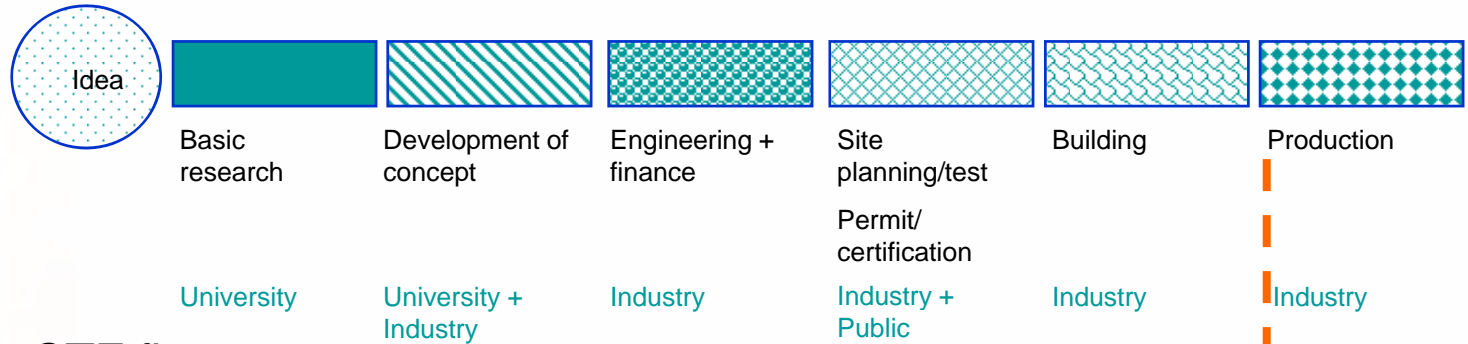 Idea
Basic
research
Development of
concept
Engineering +
finance
Site
planning/test
Permit/
certification
Building
Production
University
University +
Industry
Industry
Industry +
Public
Industry
Industry